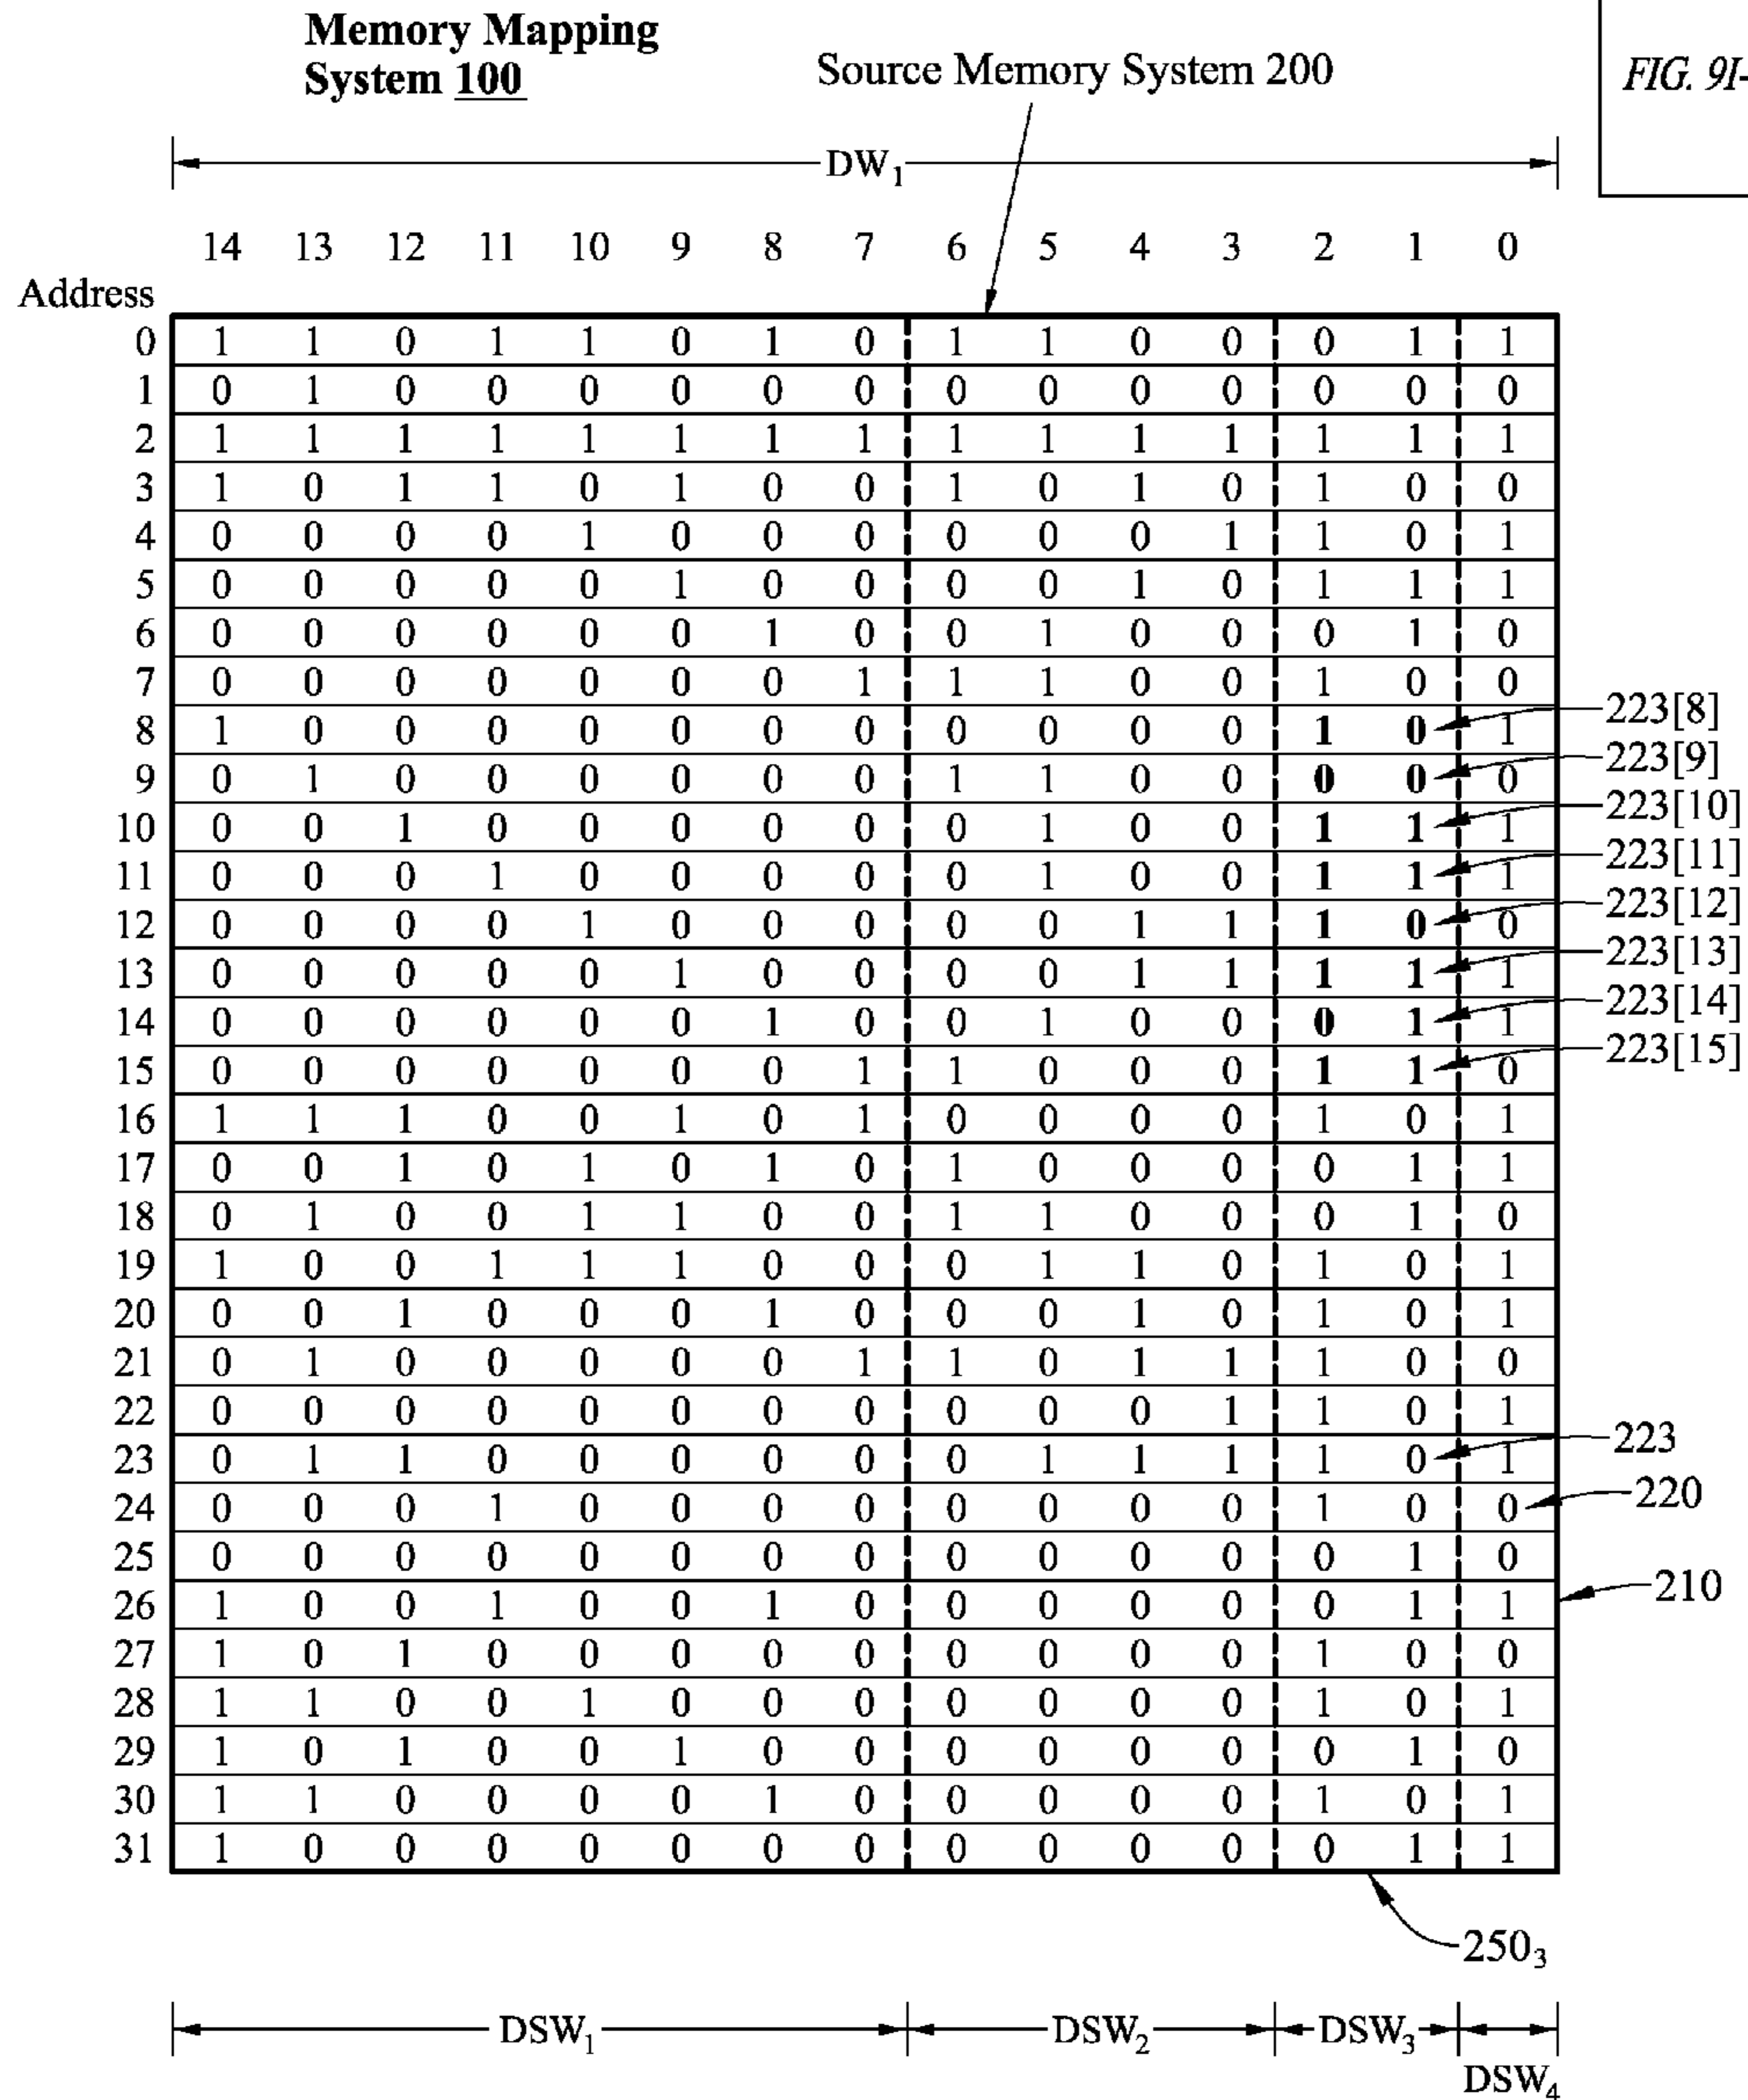 Memory Mapping
System 100
Source Memory System 200
FIG. 9I-
DW₁
14 13 12 11 10 9 8 7 6 5 4 3 2 1 0
Address
0 1 1 0 1 1 0 1 0 1 1 0 0 0 1 1
1 0 1 0 0 0 0 0 0 0 0 0 0 0 0 0
2 1 1 1 1 1 1 1 1 1 1 1 1 1 1 1
3 1 0 1 1 0 1 0 0 1 0 1 0 1 0 0
4 0 0 0 0 1 0 0 0 0 0 0 1 1 0 1
5 0 0 0 0 0 1 0 0 0 0 1 0 1 1 1
6 0 0 0 0 0 0 1 0 0 1 0 0 0 1 0
7 0 0 0 0 0 0 0 1 1 1 0 0 1 0 0
8 1 0 0 0 0 0 0 0 0 0 0 0 1 0 1 223[8]
9 0 1 0 0 0 0 0 0 1 1 0 0 0 0 0 223[9]
10 0 0 1 0 0 0 0 0 0 1 0 0 1 1 1 223[10]
11 0 0 0 1 0 0 0 0 0 1 0 0 1 1 1 223[11]
12 0 0 0 0 1 0 0 0 0 0 1 1 1 0 0 223[12]
13 0 0 0 0 0 1 0 0 0 0 1 1 1 1 1 223[13]
14 0 0 0 0 0 0 1 0 0 1 0 0 0 1 1 223[14]
15 0 0 0 0 0 0 0 1 1 0 0 0 1 1 0 223[15]
16 1 1 1 0 0 1 0 1 0 0 0 0 1 0 1
17 0 0 1 0 1 0 1 0 1 0 0 0 0 1 1
18 0 1 0 0 1 1 0 0 1 1 0 0 0 1 0
19 1 0 0 1 1 1 0 0 0 1 1 0 1 0 1
20 0 0 1 0 0 0 1 0 0 0 1 0 1 0 1
21 0 1 0 0 0 0 0 1 1 0 1 1 1 0 0
22 0 0 0 0 0 0 0 0 0 0 0 1 1 0 1
23 0 1 1 0 0 0 0 0 0 1 1 1 1 0 1 223
24 0 0 0 1 0 0 0 0 0 0 0 0 1 0 0 220
25 0 0 0 0 0 0 0 0 0 0 0 0 0 1 0
26 1 0 0 1 0 0 1 0 0 0 0 0 0 1 1 210
27 1 0 1 0 0 0 0 0 0 0 0 0 1 0 0
28 1 1 0 0 1 0 0 0 0 0 0 0 1 0 1
29 1 0 1 0 0 1 0 0 0 0 0 0 0 1 0
30 1 1 0 0 0 0 1 0 0 0 0 0 1 0 1
31 1 0 0 0 0 0 0 0 0 0 0 0 0 1 1
250₃
DSW₁ DSW₂ DSW₃
DSW₄